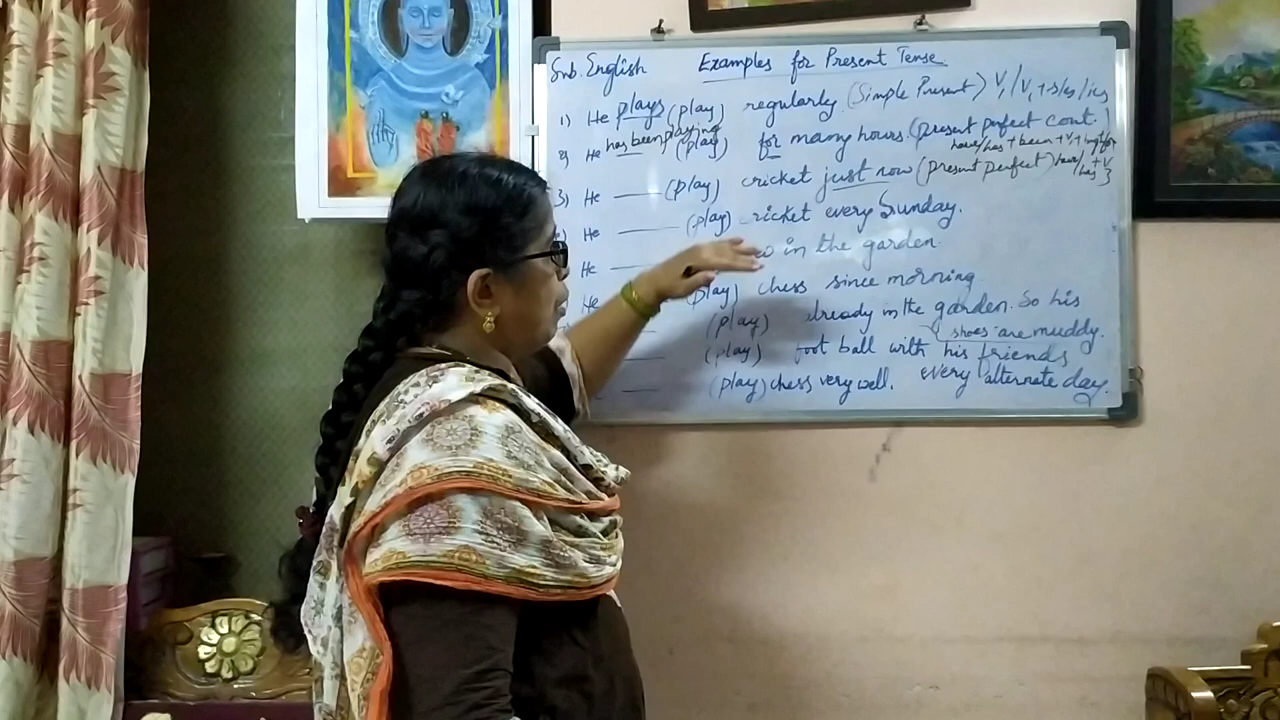 Sub. English Examples for Present Tense
1) He plays (play) regularly (Simple Present) V1/V1+s/es/ies
2) He has been playing (play) for many hours. (present perfect cont.)
have/has + been + V1 + ing + for
3) He ___ (play) cricket just now (present perfect) have/has + V3
He ___ (play) cricket every Sunday.
He ___ in the garden.
He (play) chess since morning
(play) already in the garden. So his
shoes are muddy.
(play) foot ball with his friends
every alternate day.
(play) chess very well.